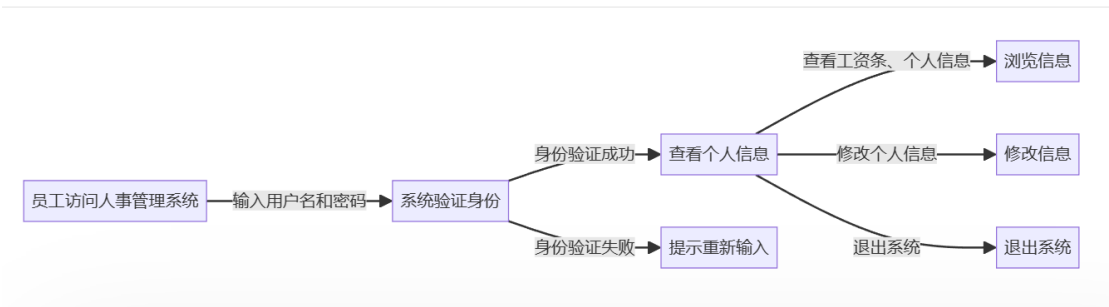 查看工资条、个人信息
浏览信息
身份验证成功
查看个人信息
修改个人信息
修改信息
员工访问人事管理系统
输入用户名和密码
系统验证身份
身份验证失败
提示重新输入
退出系统
退出系统